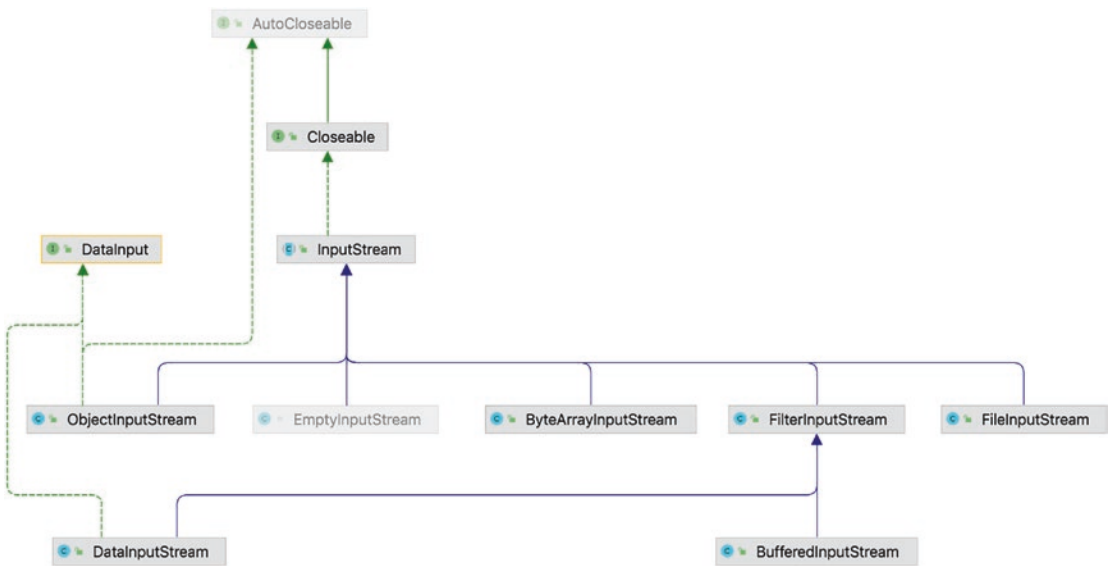 AutoCloseable
Closeable
DataInput
InputStream
ObjectInputStream
EmptyInputStream
ByteArrayInputStream
FilterInputStream
FileInputStream
DataInputStream
BufferedInputStream